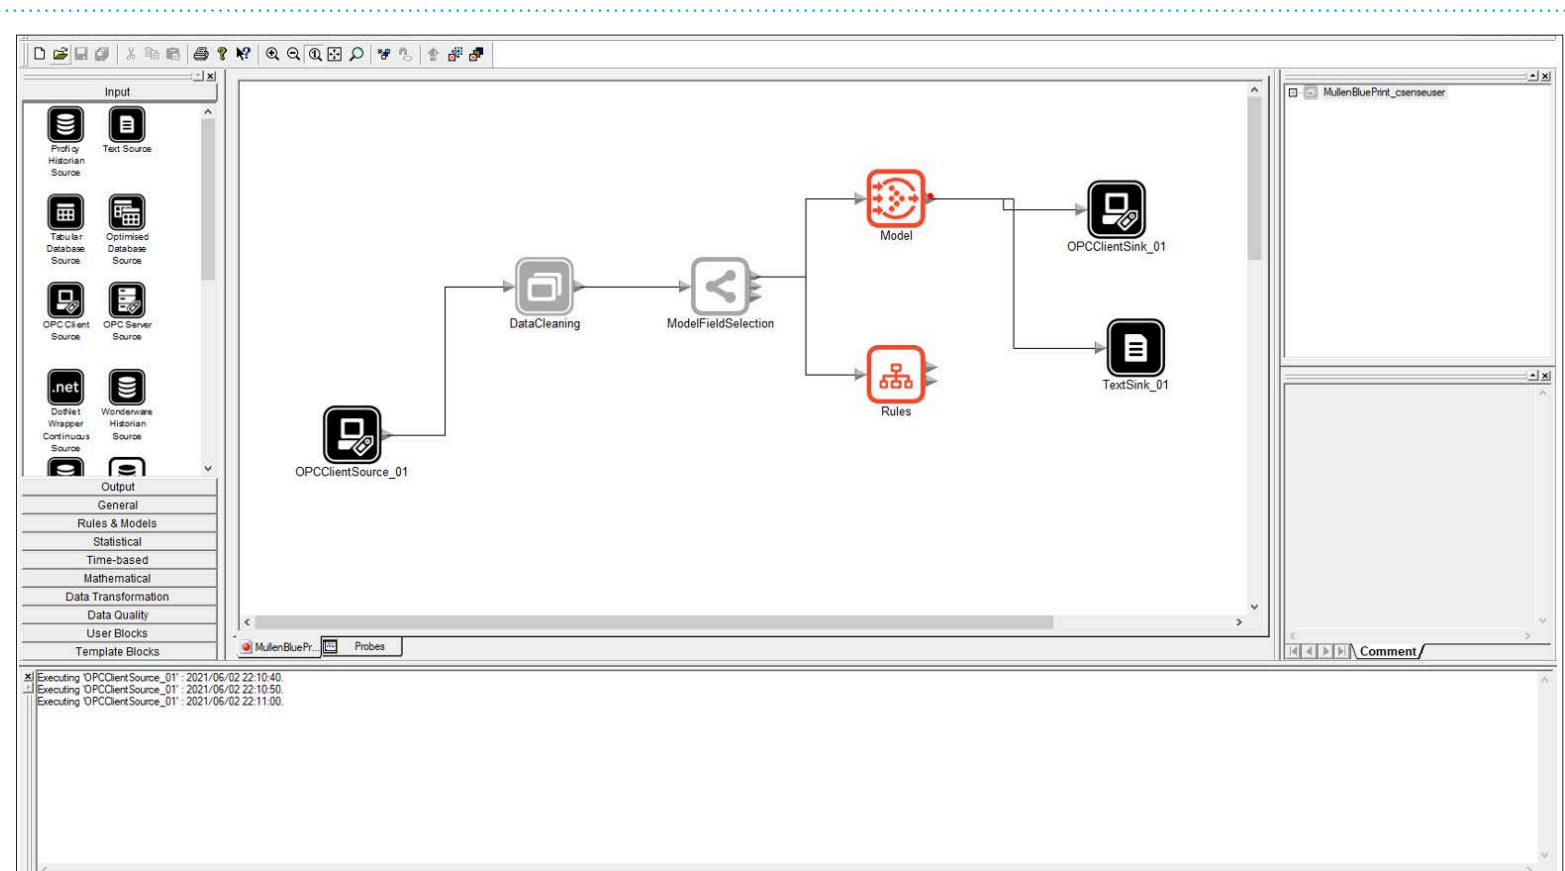 Input
Proficy
Historian
Source
Text Source
Tabular
Database
Source
Optimised
Database
Source
OPC Client
Source
OPC Server
Source
.net
DotNet
Wrapper
Continuous
Source
Wonderware
Historian
Source
Output
General
Rules & Models
Statistical
Time-based
Mathematical
Data Transformation
Data Quality
User Blocks
Template Blocks
OPCClientSource_01
DataCleaning
ModelFieldSelection
Model
Rules
OPCClientSink_01
TextSink_01
MullenBluePr...
Probes
MullenBluePrint_csenseuser
Comment
Executing 'OPCClientSource_01' : 2021/06/02 22:10:40.
Executing 'OPCClientSource_01' : 2021/06/02 22:10:50.
Executing 'OPCClientSource_01' : 2021/06/02 22:11:00.